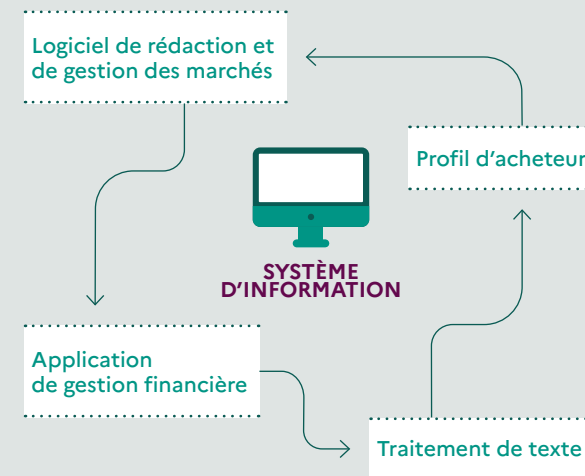 Logiciel de rédaction et
de gestion des marchés
Profil d’acheteur
SYSTÈME
D’INFORMATION
Application
de gestion financière
Traitement de texte